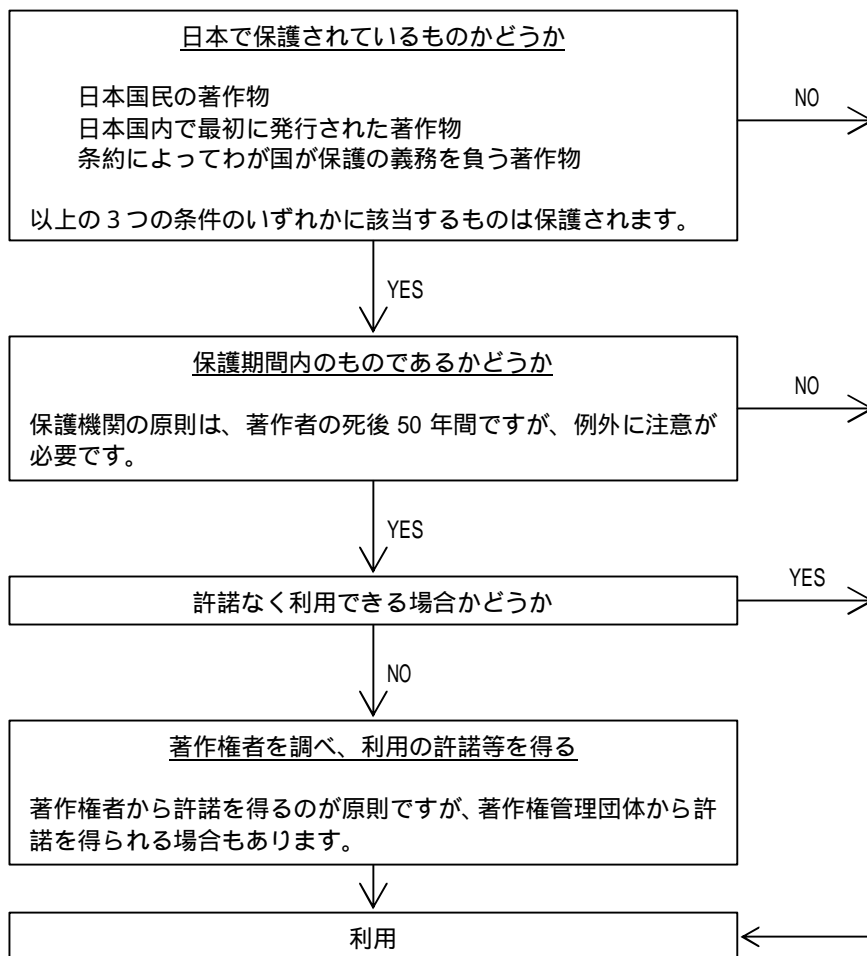 日本で保護されているものかどうか
日本国民の著作物
日本国内で最初に発行された著作物
条約によってわが国が保護の義務を負う著作物
以上の3つの条件のいずれかに該当するものは保護されます。
NO
YES
保護期間内のものであるかどうか
保護機関の原則は、著作者の死後 50 年間ですが、例外に注意が
必要です。
NO
YES
許諾なく利用できる場合かどうか
YES
NO
著作権者を調べ、利用の許諾等を得る
著作権者から許諾を得るのが原則ですが、著作権管理団体から許
諾を得られる場合もあります。
利用